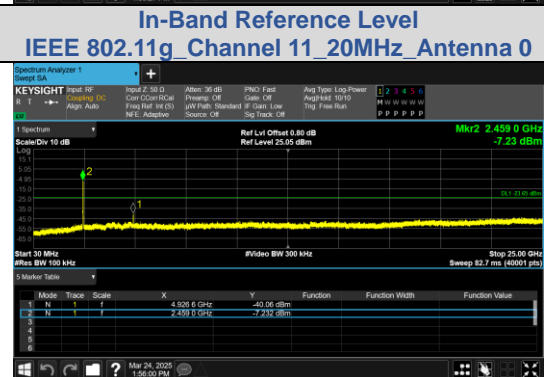 In-Band Reference Level
IEEE 802.11g_Channel 11_20MHz_Antenna 0
Spectrum Analyzer 1
Swept SA
+
KEYSIGHT Input: RF Input Z: 50 Ω Atten: 36 dB PNO: Fast Avg Type: Log-Power 1 2 3 4 5 6
R T Coupling: DC Corr CCorr RCal Preamp: Off Gate: Off Avg|Hold: 10/10 M W W W W W
Align: Auto Freq Ref: Int (S) µW Path: Standard IF Gain: Low Trig: Free Run
NFE: Adaptive Source: Off Sig Track: Off P P P P P P
1 Spectrum Ref Lvl Offset 0.80 dB Mkr2 2.459 0 GHz
Scale/Div 10 dB Ref Level 25.05 dBm -7.23 dBm
Log
15.1
5.05
-4.95
-15.0
-25.0
-35.0
-45.0
-55.0
-65.0
2
1
Start 30 MHz #Video BW 300 kHz Stop 25.00 GHz
#Res BW 100 kHz Sweep 82.7 ms (40001 pts)
5 Marker Table
Mode Trace Scale X Y Function Function Width Function Value
1 N 1 f 4.926 6 GHz -40.06 dBm
2 N 1 f 2.459 0 GHz -7.232 dBm
3
4
5
6
? Mar 24, 2025
1:56:00 PM